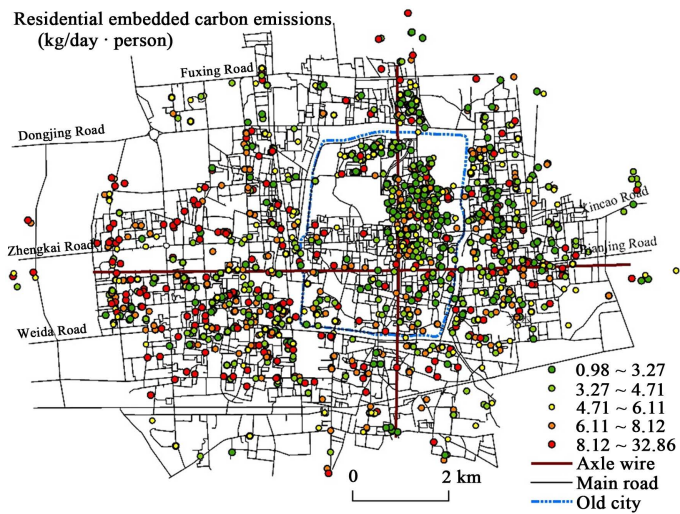 Residential embedded carbon emissions
(kg/day · person)
Fuxing Road
Dongjing Road
Xincao Road
Zhengkai Road
Bianjing Road
Weida Road
0.98 ~ 3.27
3.27 ~ 4.71
4.71 ~ 6.11
6.11 ~ 8.12
8.12 ~ 32.86
Axle wire
Main road
Old city
0 2 km